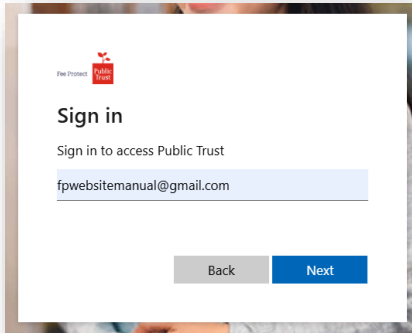 Fee Protect
Public
Trust
Sign in
Sign in to access Public Trust
fpwebsitemanual@gmail.com
Back
Next